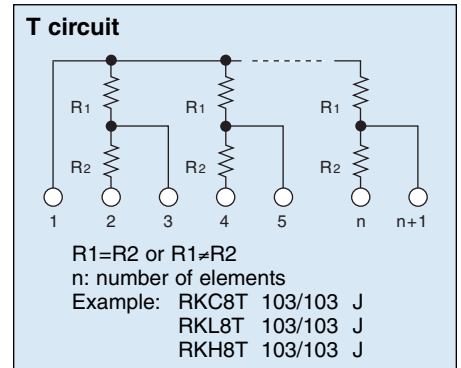 T circuit
R1 R1 R1
R2 R2 R2
1 2 3 4 5 n n+1
R1=R2 or R1≠R2
n: number of elements
Example: RKC8T 103/103 J
RKL8T 103/103 J
RKH8T 103/103 J